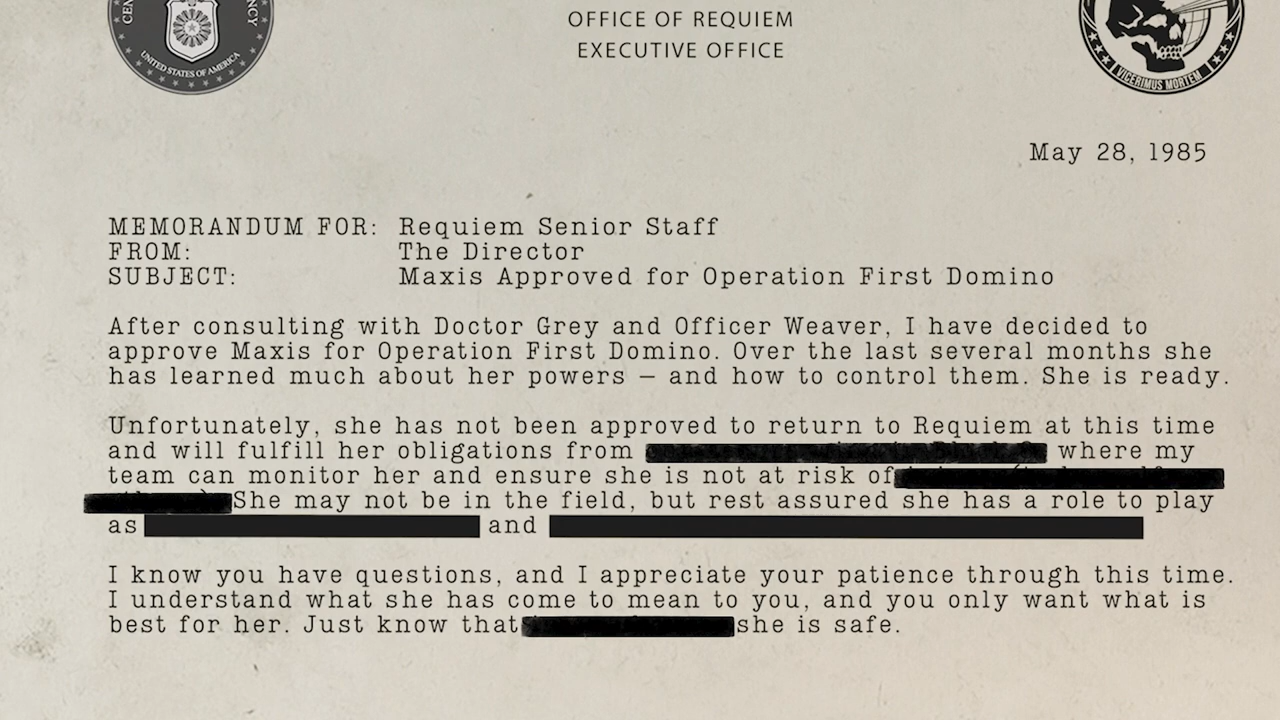 OFFICE OF REQUIEM
EXECUTIVE OFFICE
UNITED STATES OF AMERICA
VICERIMUS MORTEM
May 28, 1985
MEMORANDUM FOR: Requiem Senior Staff
FROM: The Director
SUBJECT: Maxis Approved for Operation First Domino
After consulting with Doctor Grey and Officer Weaver, I have decided to
approve Maxis for Operation First Domino. Over the last several months she
has learned much about her powers – and how to control them. She is ready.
Unfortunately, she has not been approved to return to Requiem at this time
and will fulfill her obligations from where my
team can monitor her and ensure she is not at risk of
She may not be in the field, but rest assured she has a role to play
as and
I know you have questions, and I appreciate your patience through this time.
I understand what she has come to mean to you, and you only want what is
best for her. Just know that she is safe.